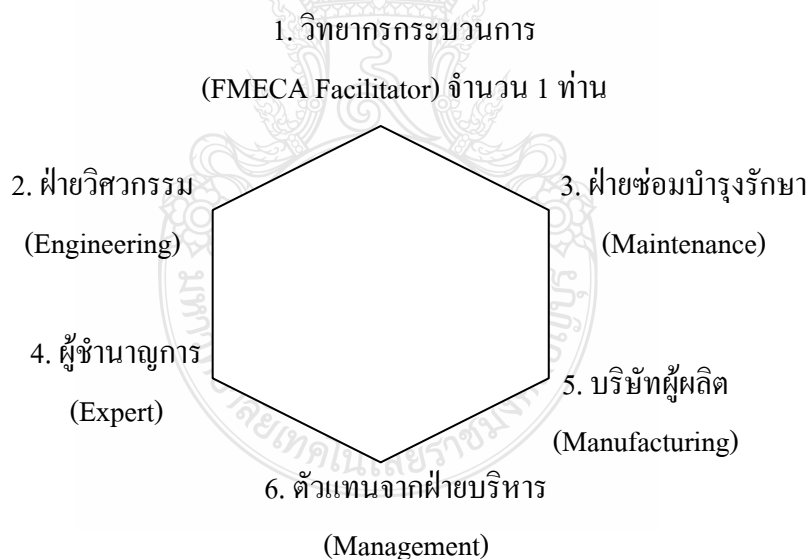 1. วิทยากรกระบวนการ
(FMECA Facilitator) จำนวน 1 ท่าน
2. ฝ่ายวิศวกรรม
(Engineering)
3. ฝ่ายซ่อมบำรุงรักษา
(Maintenance)
4. ผู้ชำนาญการ
(Expert)
5. บริษัทผู้ผลิต
(Manufacturing)
6. ตัวแทนจากฝ่ายบริหาร
(Management)